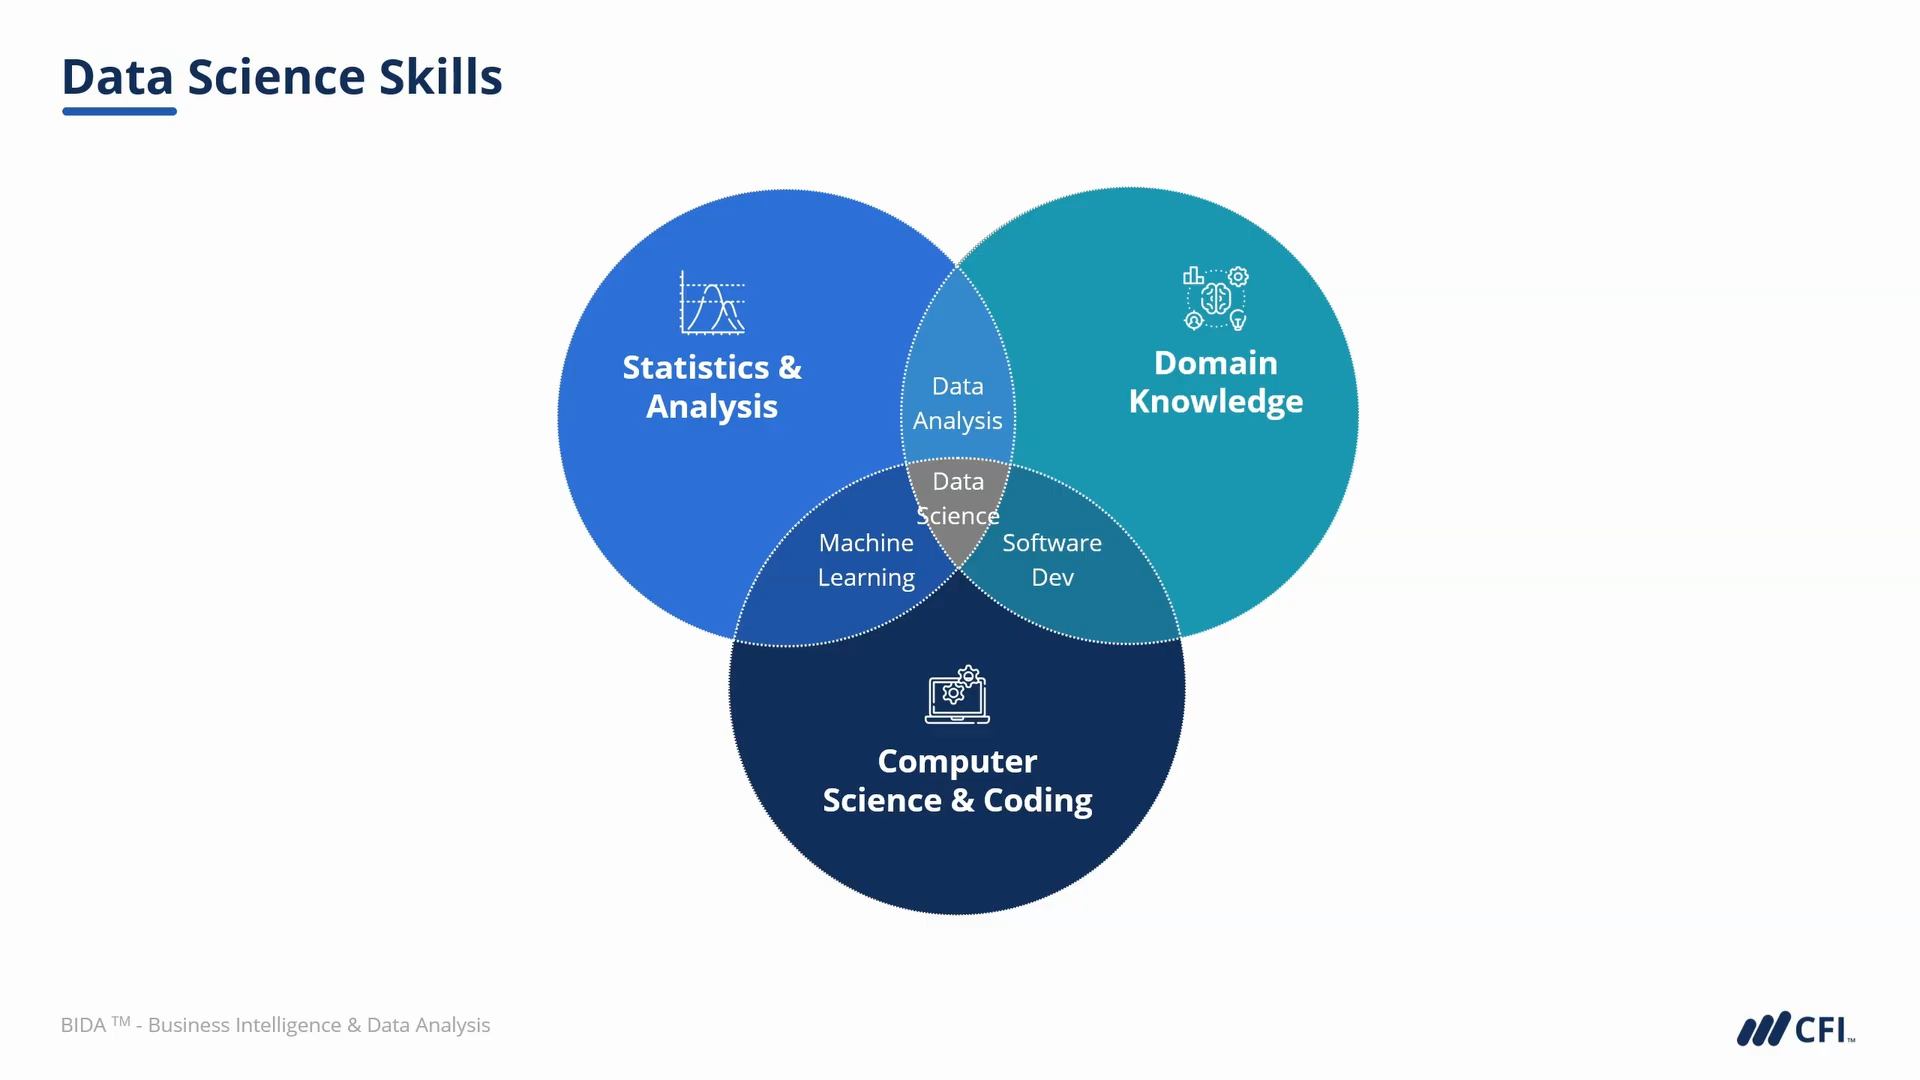 Data Science Skills
Statistics &
Analysis
Domain
Knowledge
Data
Analysis
Data
Science
Machine
Learning
Software
Dev
Computer
Science & Coding
BIDA TM - Business Intelligence & Data Analysis
CFI™